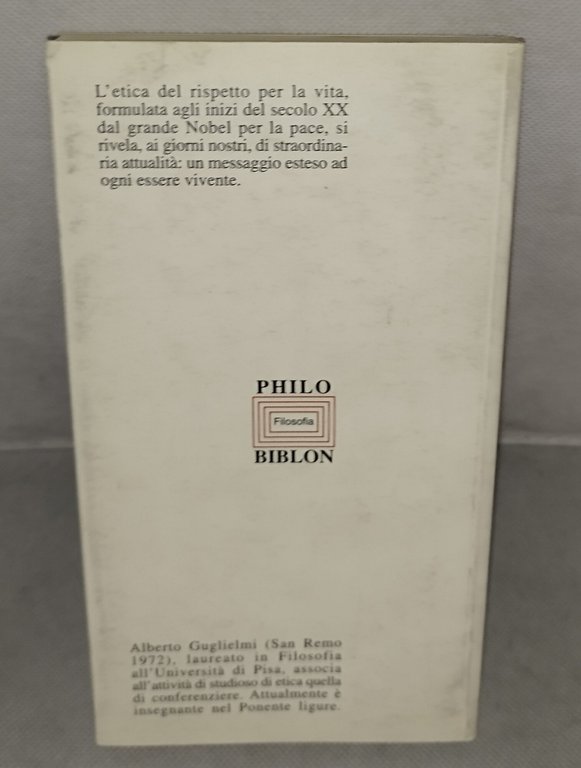 L'etica del rispetto per la vita,
formulata agli inizi del secolo XX
dal grande Nobel per la pace, si
rivela, ai giorni nostri, di straordina-
ria attualità: un messaggio esteso ad
ogni essere vivente.
PHILO
Filosofia
BIBLON
Alberto Guglielmi (San Remo
1972), laureato in Filosofia
all'Università di Pisa, associa
all'attività di studioso di etica quella
di conferenziere. Attualmente è
insegnante nel Ponente ligure.